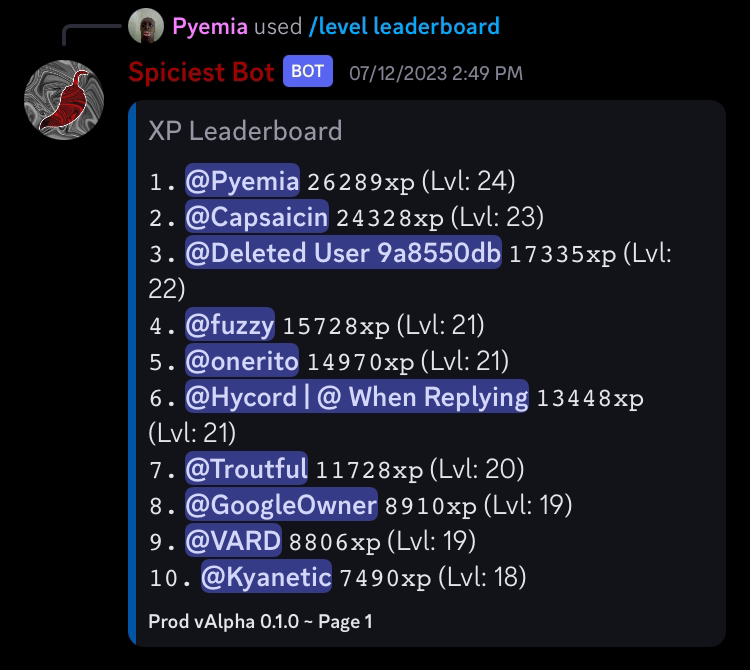 Pyemia used /level leaderboard
Spiciest Bot BOT 07/12/2023 2:49 PM
XP Leaderboard
1. @Pyemia 26289xp (Lvl: 24)
2. @Capsaicin 24328xp (Lvl: 23)
3. @Deleted User 9a8550db 17335xp (Lvl:
22)
4. @fuzzy 15728xp (Lvl: 21)
5. @onerito 14970xp (Lvl: 21)
6. @Hycord | @ When Replying 13448xp
(Lvl: 21)
7. @Troutful 11728xp (Lvl: 20)
8. @GoogleOwner 8910xp (Lvl: 19)
9. @VARD 8806xp (Lvl: 19)
10. @Kyanetic 7490xp (Lvl: 18)
Prod vAlpha 0.1.0 ~ Page 1